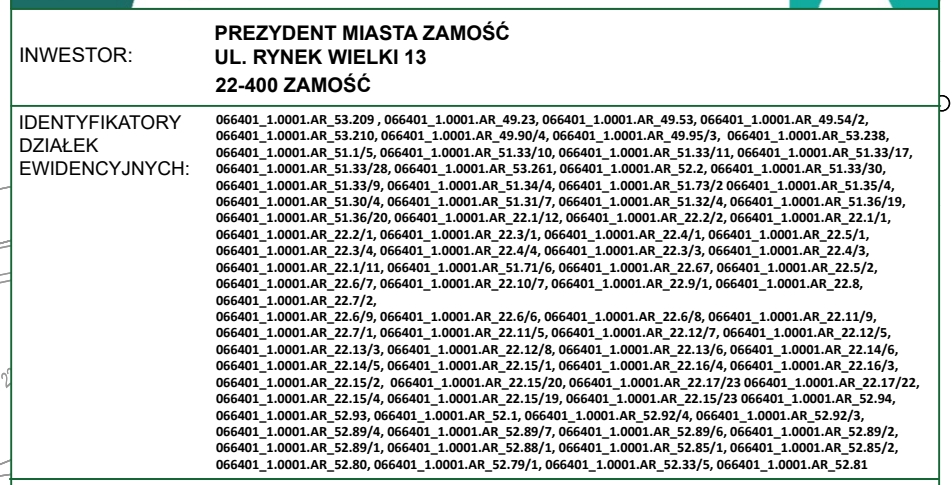 INWESTOR:
PREZYDENT MIASTA ZAMOŚĆ
UL. RYNEK WIELKI 13
22-400 ZAMOŚĆ
IDENTYFIKATORY
DZIAŁEK
EWIDENCYJNYCH:
066401_1.0001.AR_53.209 , 066401_1.0001.AR_49.23, 066401_1.0001.AR_49.53, 066401_1.0001.AR_49.54/2,
066401_1.0001.AR_53.210, 066401_1.0001.AR_49.90/4, 066401_1.0001.AR_49.95/3, 066401_1.0001.AR_53.238,
066401_1.0001.AR_51.1/5, 066401_1.0001.AR_51.33/10, 066401_1.0001.AR_51.33/11, 066401_1.0001.AR_51.33/17,
066401_1.0001.AR_51.33/28, 066401_1.0001.AR_53.261, 066401_1.0001.AR_52.2, 066401_1.0001.AR_51.33/30,
066401_1.0001.AR_51.33/9, 066401_1.0001.AR_51.34/4, 066401_1.0001.AR_51.73/2 066401_1.0001.AR_51.35/4,
066401_1.0001.AR_51.30/4, 066401_1.0001.AR_51.31/7, 066401_1.0001.AR_51.32/4, 066401_1.0001.AR_51.36/19,
066401_1.0001.AR_51.36/20, 066401_1.0001.AR_22.1/12, 066401_1.0001.AR_22.2/2, 066401_1.0001.AR_22.1/1,
066401_1.0001.AR_22.2/1, 066401_1.0001.AR_22.3/1, 066401_1.0001.AR_22.4/1, 066401_1.0001.AR_22.5/1,
066401_1.0001.AR_22.3/4, 066401_1.0001.AR_22.4/4, 066401_1.0001.AR_22.3/3, 066401_1.0001.AR_22.4/3,
066401_1.0001.AR_22.1/11, 066401_1.0001.AR_51.71/6, 066401_1.0001.AR_22.67, 066401_1.0001.AR_22.5/2,
066401_1.0001.AR_22.6/7, 066401_1.0001.AR_22.10/7, 066401_1.0001.AR_22.9/1, 066401_1.0001.AR_22.8,
066401_1.0001.AR_22.7/2,
066401_1.0001.AR_22.6/9, 066401_1.0001.AR_22.6/6, 066401_1.0001.AR_22.6/8, 066401_1.0001.AR_22.11/9,
066401_1.0001.AR_22.7/1, 066401_1.0001.AR_22.11/5, 066401_1.0001.AR_22.12/7, 066401_1.0001.AR_22.12/5,
066401_1.0001.AR_22.13/3, 066401_1.0001.AR_22.12/8, 066401_1.0001.AR_22.13/6, 066401_1.0001.AR_22.14/6,
066401_1.0001.AR_22.14/5, 066401_1.0001.AR_22.15/1, 066401_1.0001.AR_22.16/4, 066401_1.0001.AR_22.16/3,
066401_1.0001.AR_22.15/2, 066401_1.0001.AR_22.15/20, 066401_1.0001.AR_22.17/23 066401_1.0001.AR_22.17/22,
066401_1.0001.AR_22.15/4, 066401_1.0001.AR_22.15/19, 066401_1.0001.AR_22.15/23 066401_1.0001.AR_52.94,
066401_1.0001.AR_52.93, 066401_1.0001.AR_52.1, 066401_1.0001.AR_52.92/4, 066401_1.0001.AR_52.92/3,
066401_1.0001.AR_52.89/4, 066401_1.0001.AR_52.89/7, 066401_1.0001.AR_52.89/6, 066401_1.0001.AR_52.89/2,
066401_1.0001.AR_52.89/1, 066401_1.0001.AR_52.88/1, 066401_1.0001.AR_52.85/1, 066401_1.0001.AR_52.85/2,
066401_1.0001.AR_52.80, 066401_1.0001.AR_52.79/1, 066401_1.0001.AR_52.33/5, 066401_1.0001.AR_52.81